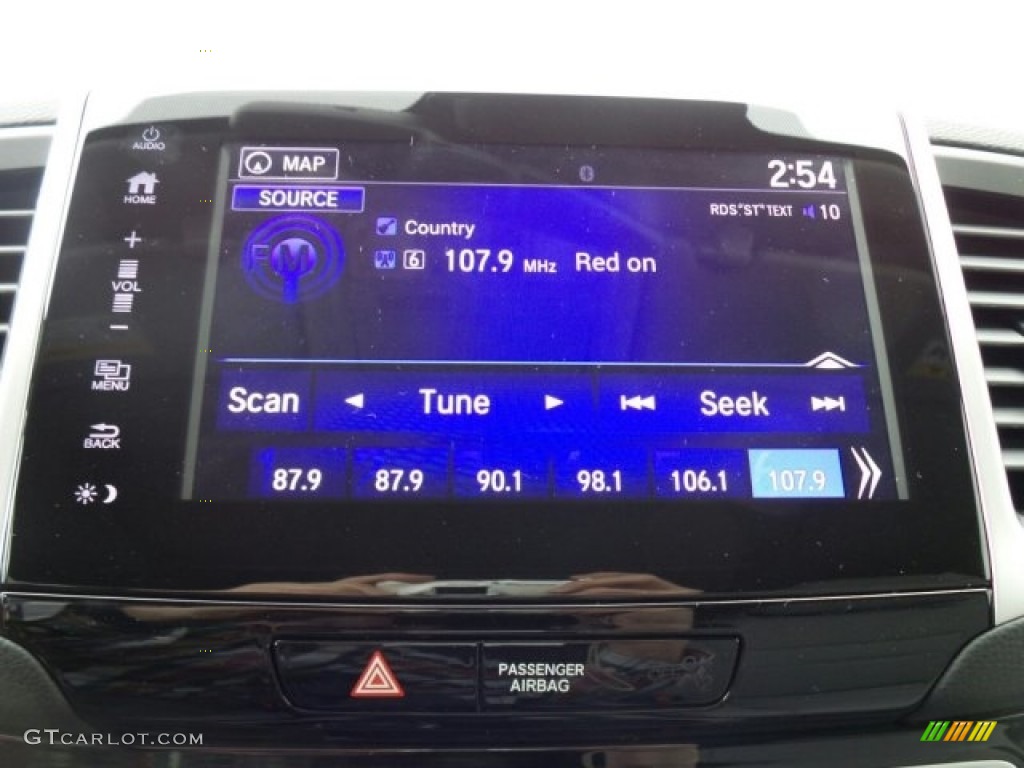 AUDIO
MAP
2:54
HOME
SOURCE
RDS "ST" TEXT 10
FM
Country
6 107.9 MHz Red on
+
VOL
−
MENU
Scan Tune Seek
BACK
87.9 87.9 90.1 98.1 106.1 107.9
PASSENGER
AIRBAG
GTCARLOT.COM